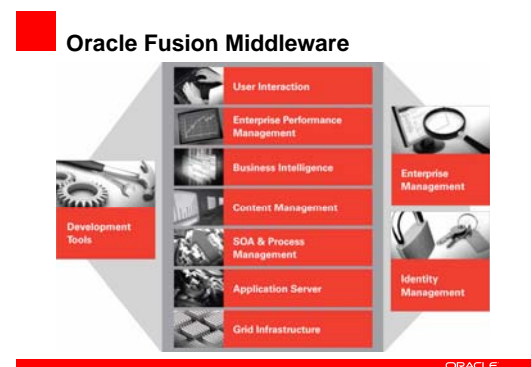 Oracle Fusion Middleware
User Interaction
Enterprise Performance
Management
Business Intelligence
Content Management
SOA & Process
Management
Application Server
Grid Infrastructure
Development
Tools
Enterprise
Management
Identity
Management
ORACLE